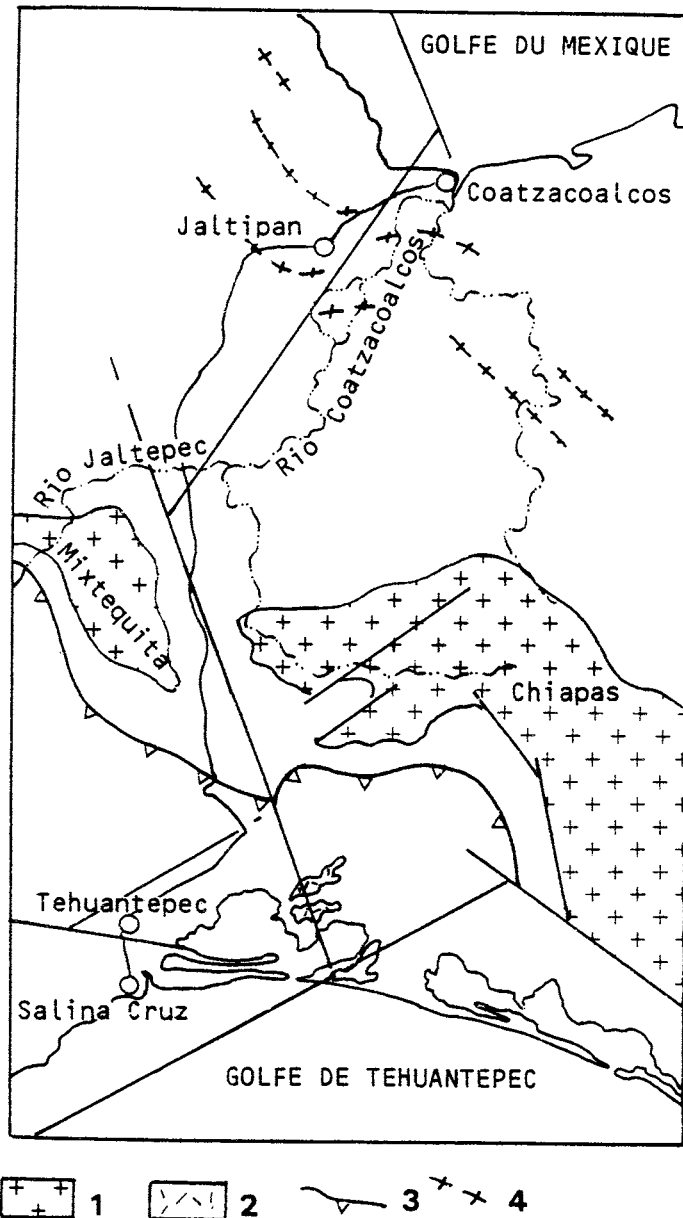 GOLFE DU MEXIQUE
Coatzacoalcos
Jaltipan
Rio Coatzacoalcos
Rio Jaltepec
Mixtequita
Chiapas
Tehuantepec
Salina Cruz
GOLFE DE TEHUANTEPEC
1 2 3 4